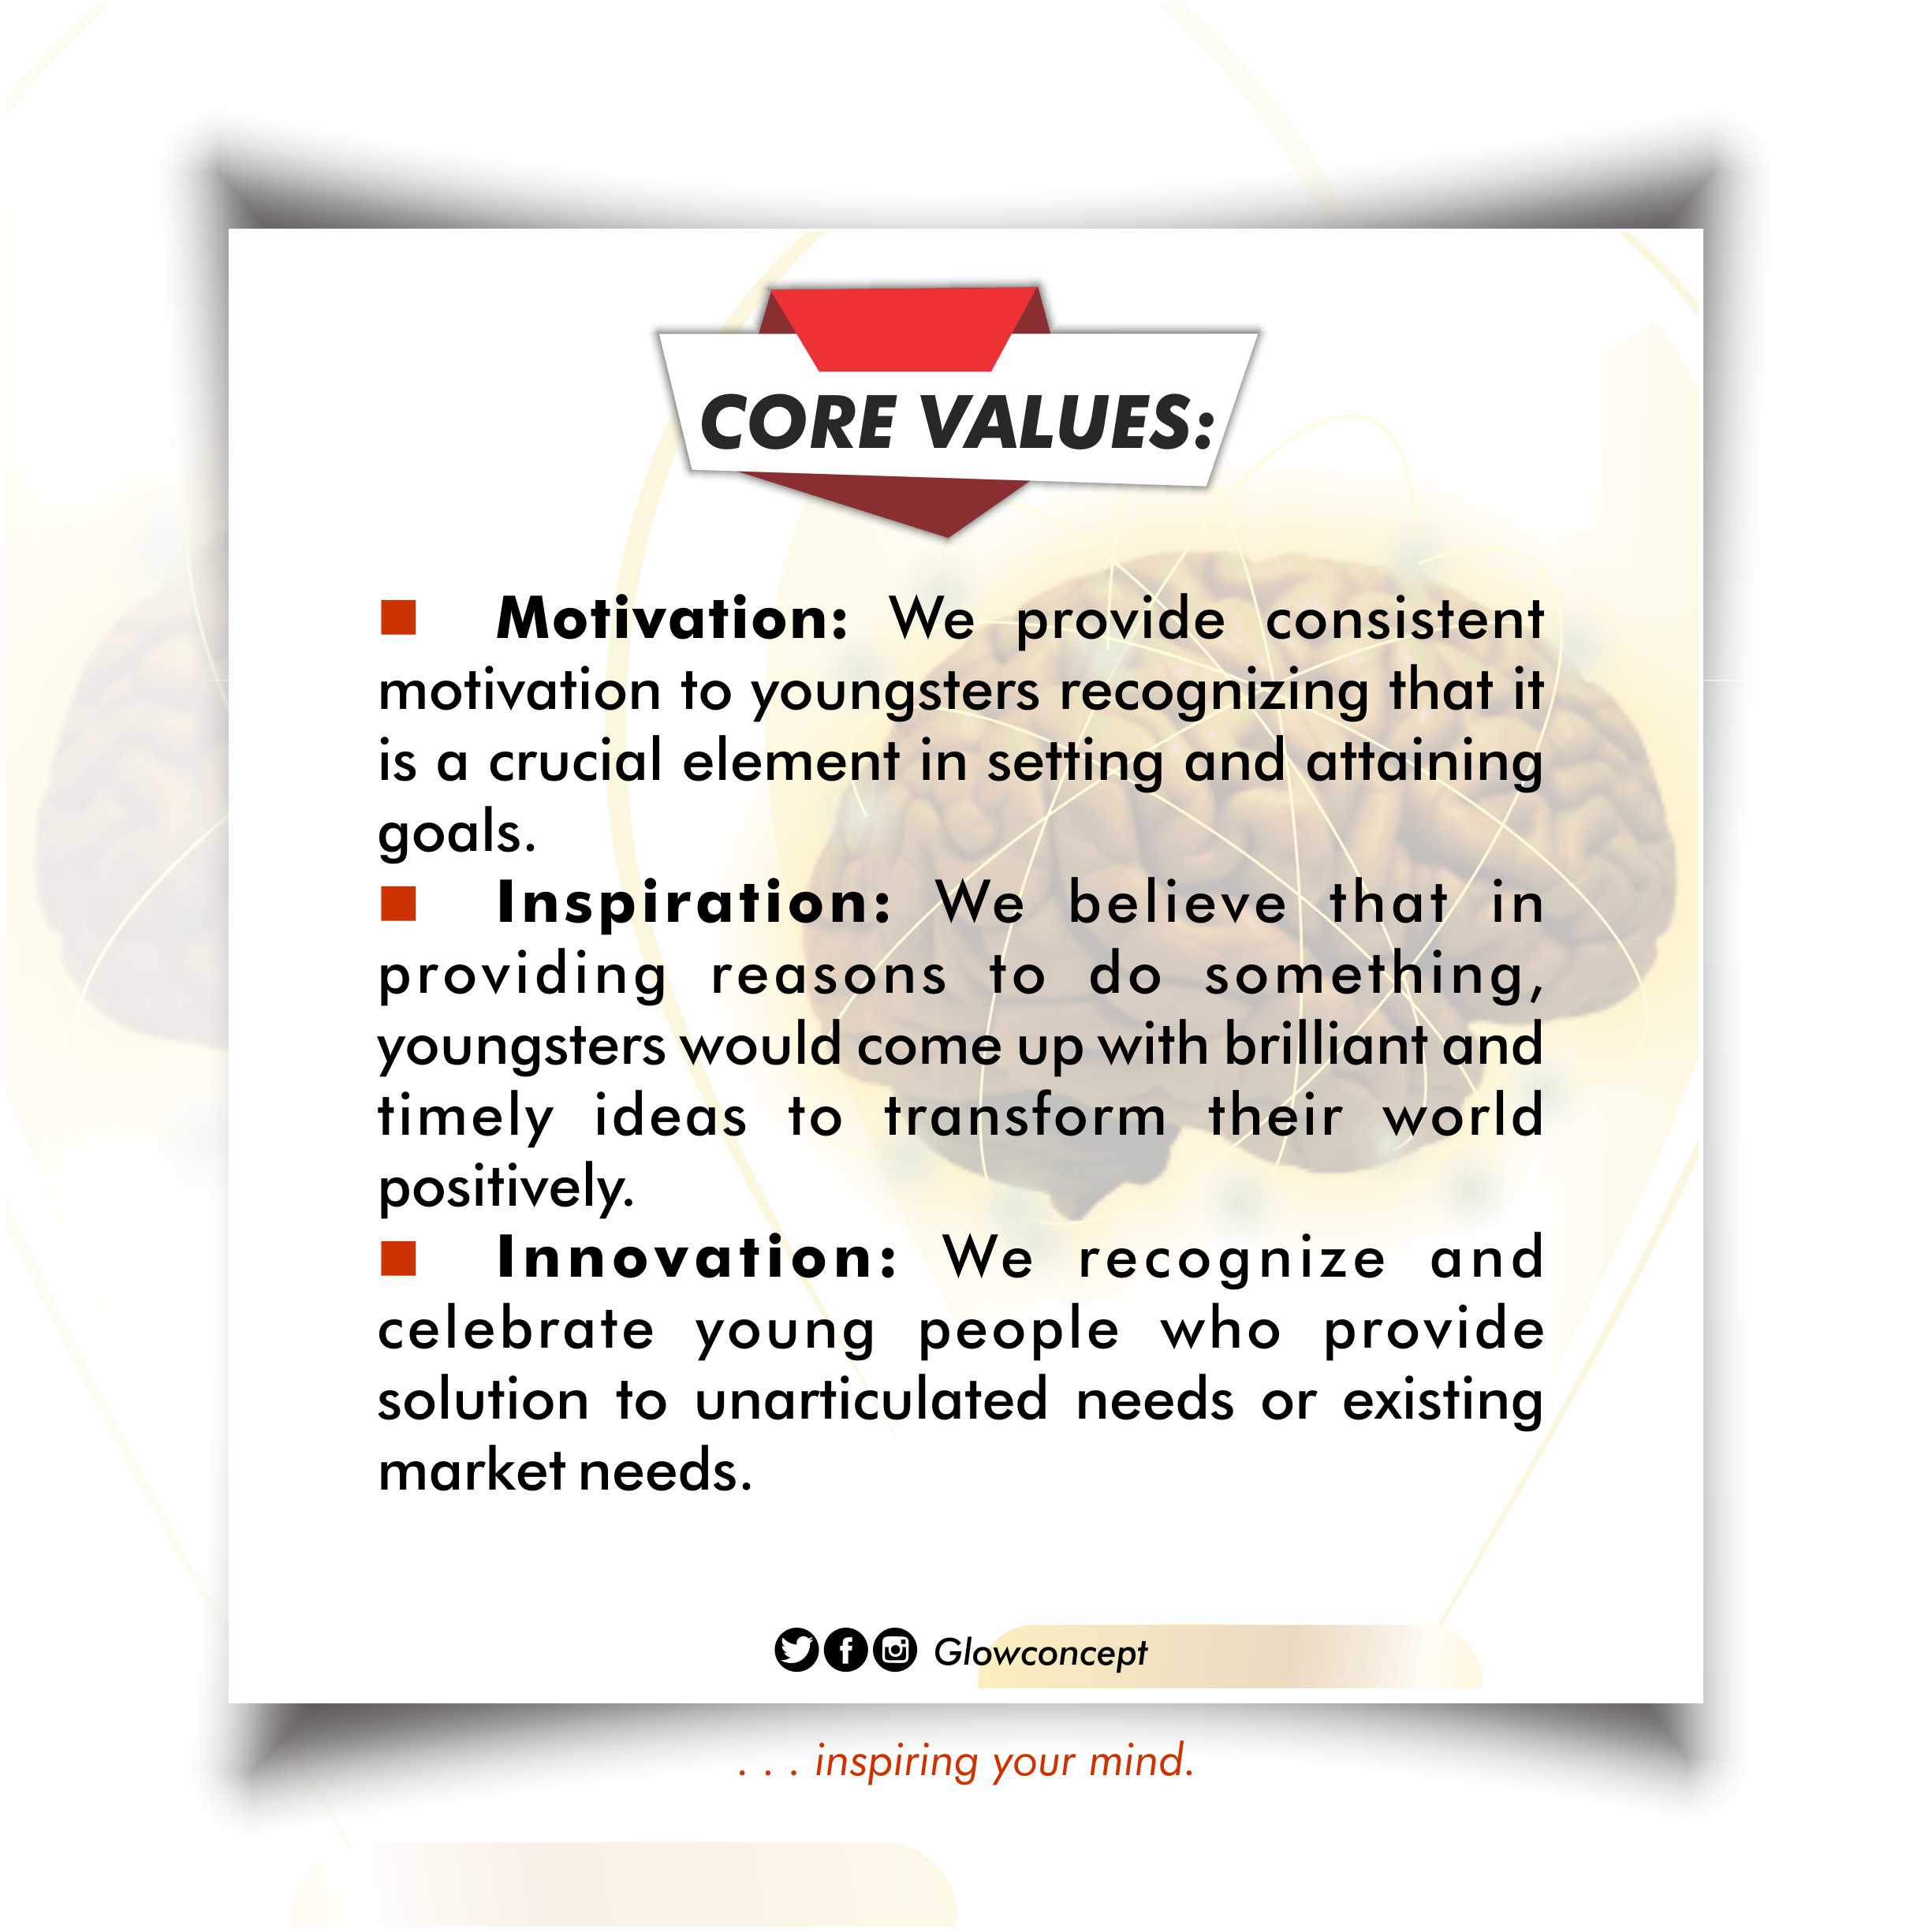 CORE VALUES:
■ Motivation: We provide consistent
motivation to youngsters recognizing that it
is a crucial element in setting and attaining
goals.
■ Inspiration: We believe that in
providing reasons to do something,
youngsters would come up with brilliant and
timely ideas to transform their world
positively.
■ Innovation: We recognize and
celebrate young people who provide
solution to unarticulated needs or existing
market needs.
Glowconcept
. . . inspiring your mind.